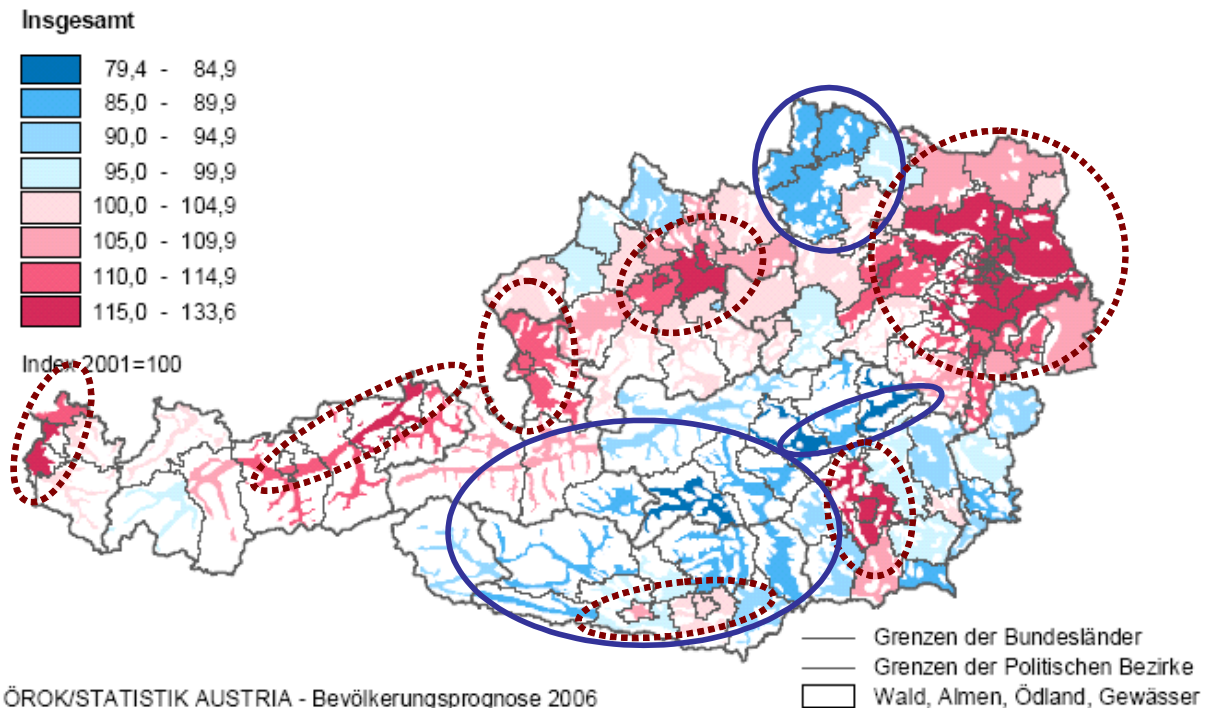 Insgesamt
79,4 - 84,9
85,0 - 89,9
90,0 - 94,9
95,0 - 99,9
100,0 - 104,9
105,0 - 109,9
110,0 - 114,9
115,0 - 133,6
Index 2001=100
Grenzen der Bundesländer
Grenzen der Politischen Bezirke
Wald, Almen, Ödland, Gewässer
ÖROK/STATISTIK AUSTRIA - Bevölkerungsprognose 2006